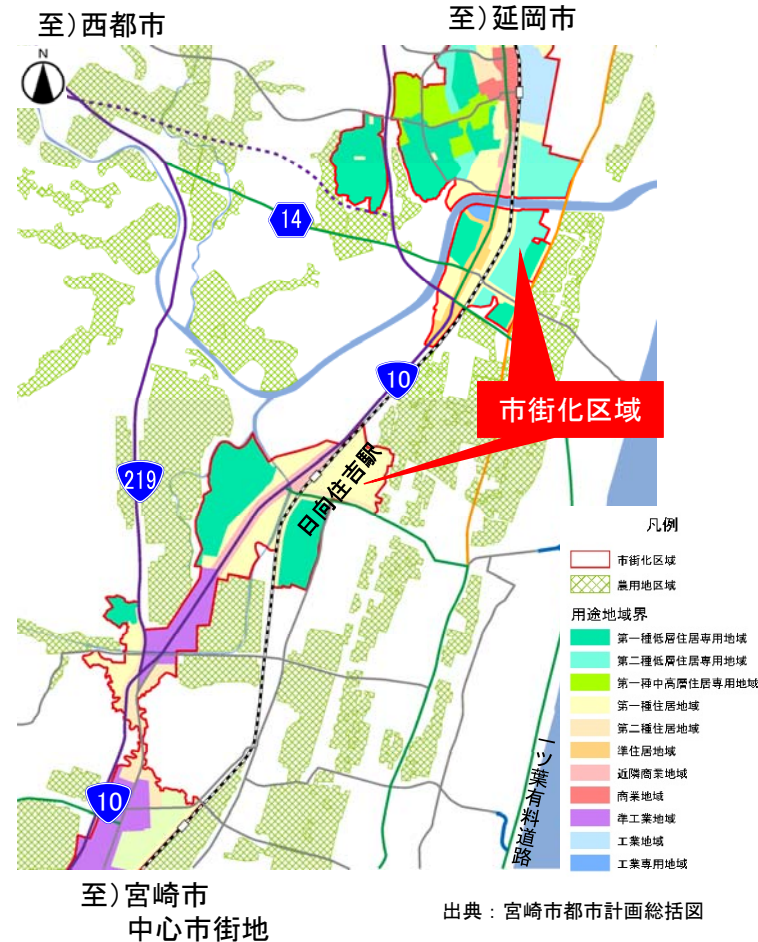 至）西都市
至）延岡市
N
14
10
市街化区域
219
日向住吉駅
凡例
市街化区域
農用地区域
用途地域界
第一種低層住居専用地域
第二種低層住居専用地域
第一種中高層住居専用地域
第一種住居地域
第二種住居地域
準住居地域
近隣商業地域
商業地域
準工業地域
工業地域
工業専用地域
一ツ葉有料道路
10
至）宮崎市
中心市街地
出典：宮崎市都市計画総括図